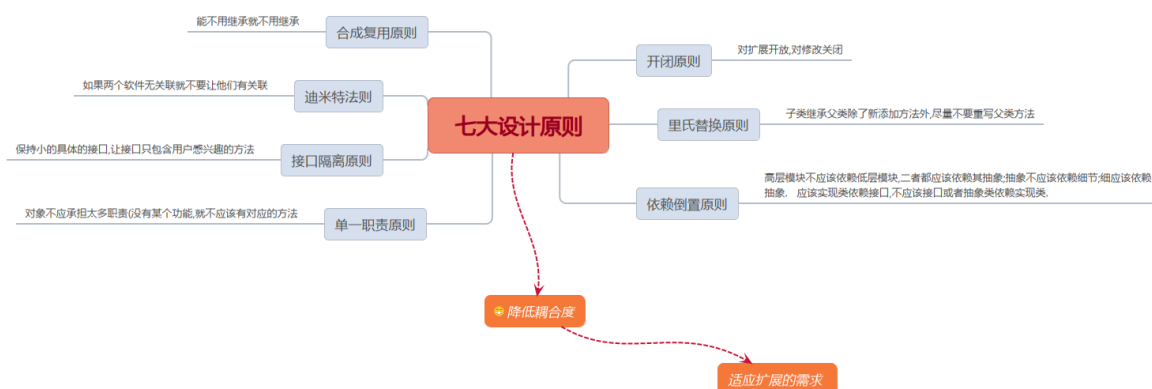 能不用继承就不用继承
合成复用原则
如果两个软件无关联就不要让他们有关联
迪米特法则
保持小的具体的接口,让接口只包含用户感兴趣的方法
接口隔离原则
对象不应承担太多职责(没有某个功能,就不应该有对应的方法
单一职责原则
七大设计原则
开闭原则
对扩展开放,对修改关闭
里氏替换原则
子类继承父类除了新添加方法外,尽量不要重写父类方法
依赖倒置原则
高层模块不应该依赖低层模块,二者都应该依赖其抽象;抽象不应该依赖细节;细应该依赖
抽象. 应该实现类依赖接口,不应该接口或者抽象类依赖实现类.
降低耦合度
适应扩展的需求